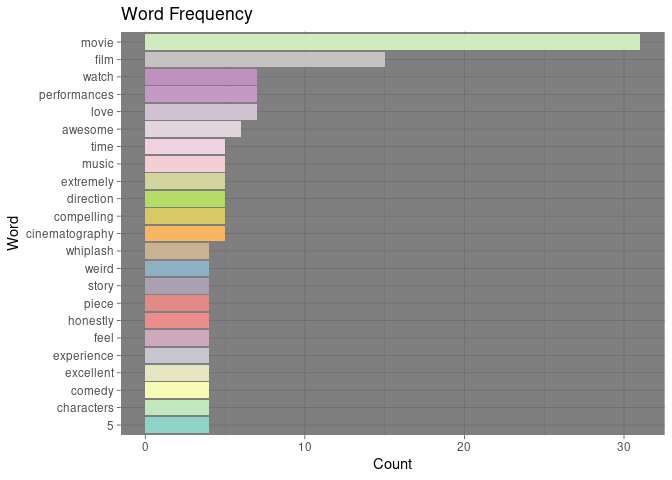 Word Frequency
movie
film
watch
performances
love
awesome
time
music
extremely
direction
compelling
cinematography
whiplash
weird
story
piece
honestly
feel
experience
excellent
comedy
characters
5
Word
0 10 20 30
Count